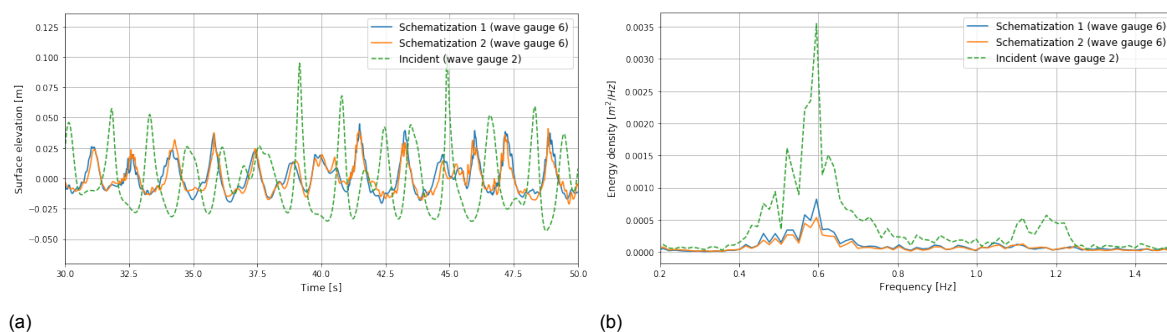 0.125
0.100
0.075
0.050
0.025
0.000
−0.025
−0.050
Surface elevation [m]
Schematization 1 (wave gauge 6)
Schematization 2 (wave gauge 6)
Incident (wave gauge 2)
30.0 32.5 35.0 37.5 40.0 42.5 45.0 47.5 50.0
Time [s]
(a)
0.0035
0.0030
0.0025
0.0020
0.0015
0.0010
0.0005
0.0000
Energy density [m²/Hz]
Schematization 1 (wave gauge 6)
Schematization 2 (wave gauge 6)
Incident (wave gauge 2)
0.2 0.4 0.6 0.8 1.0 1.2 1.4
Frequency [Hz]
(b)